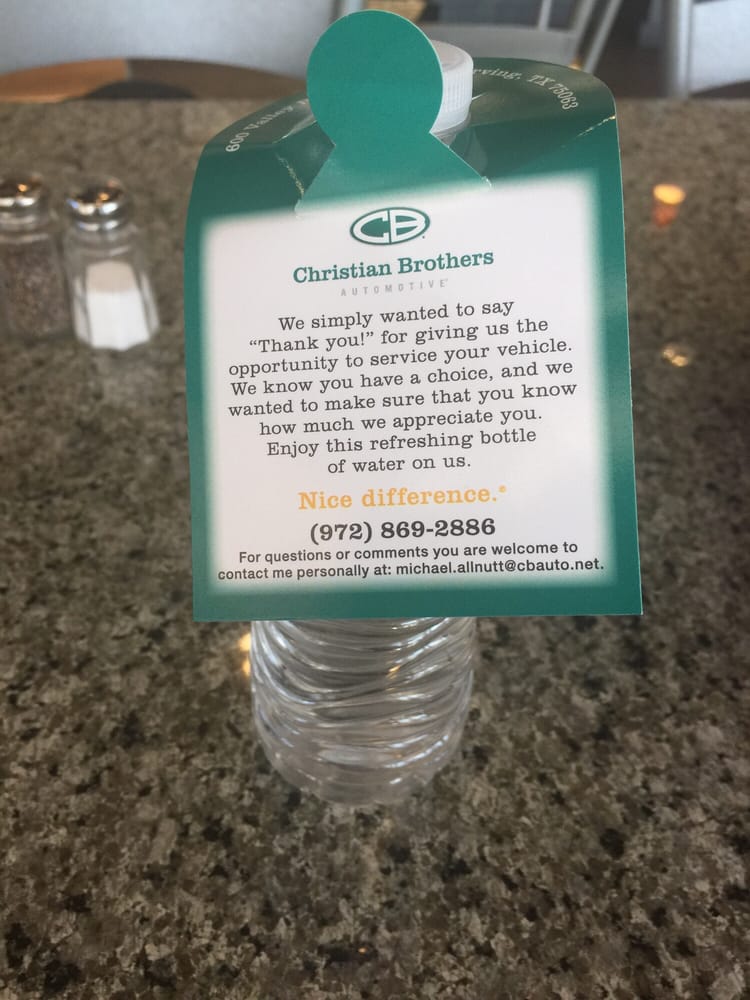 600 Valley
rving, TX 75063
CB
Christian Brothers
AUTOMOTIVE
We simply wanted to say
“Thank you!” for giving us the
opportunity to service your vehicle.
We know you have a choice, and we
wanted to make sure that you know
how much we appreciate you.
Enjoy this refreshing bottle
of water on us.
Nice difference.®
(972) 869-2886
For questions or comments you are welcome to
contact me personally at: michael.allnutt@cbauto.net.